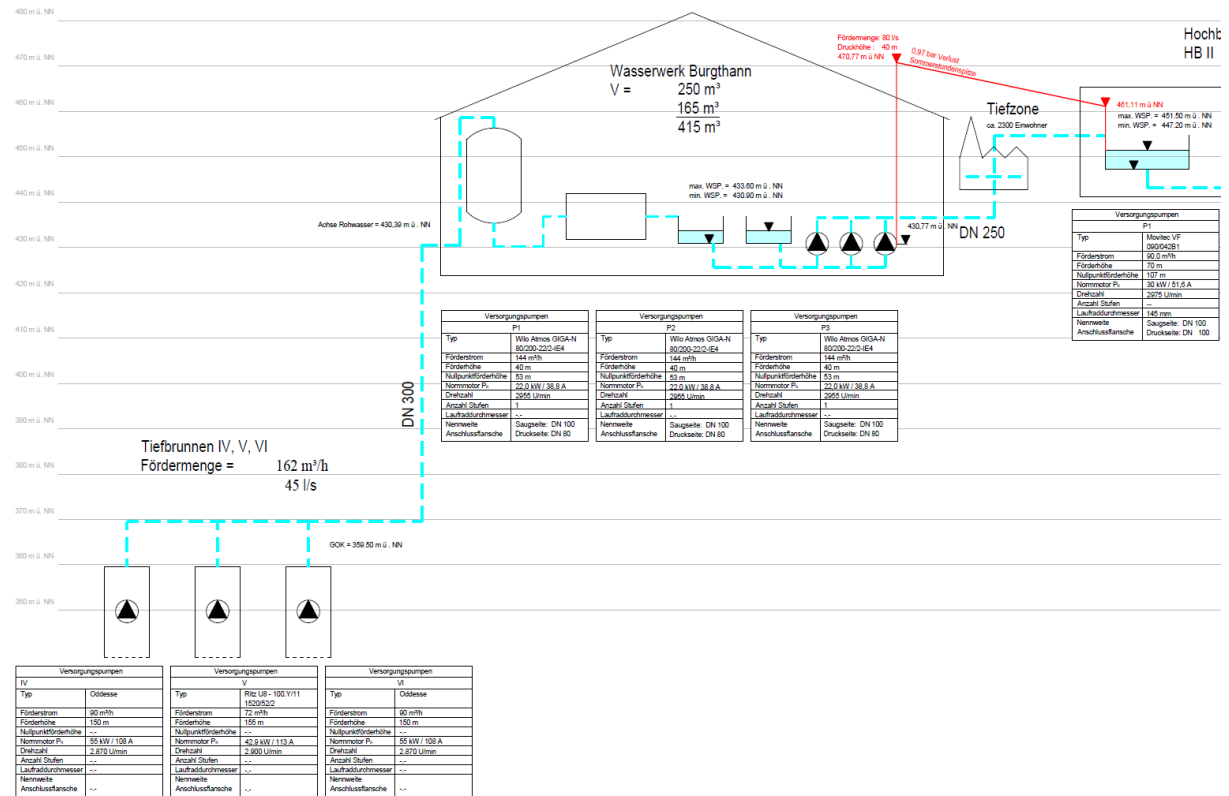 480 m ü. NN
470 m ü. NN
460 m ü. NN
450 m ü. NN
440 m ü. NN
430 m ü. NN
420 m ü. NN
410 m ü. NN
400 m ü. NN
390 m ü. NN
380 m ü. NN
370 m ü. NN
360 m ü. NN
350 m ü. NN
Wasserwerk Burgthann
V = 250 m³
165 m³
415 m³
Fördermenge: 80 l/s
Druckhöhe : 40 m
470,77 m ü NN
0,97 bar Verlust
Sommerstundenspitze
Hochb
HB II
Tiefzone
ca. 2300 Einwohner
461,11 m ü NN
max. WSP. = 451.50 m ü . NN
min. WSP. = 447.20 m ü . NN
max. WSP. = 433.60 m ü . NN
min. WSP. = 430.90 m ü . NN
Achse Rohwasser = 430,39 m ü . NN
430,77 m ü . NN
DN 250
DN 300
Versorgungspumpen
P1
Typ Movitec VF
090/042B1
Förderstrom 90.0 m³/h
Förderhöhe 70 m
Nullpunktförderhöhe 107 m
Normmotor Pₙ 30 kW / 51,6 A
Drehzahl 2975 U/min
Anzahl Stufen --
Laufraddurchmesser 145 mm
Nennweite Saugseite: DN 100
Anschlussflansche Druckseite: DN 100
Versorgungspumpen
P1
Typ Wilo Atmos GIGA-N
80/200-22/2-IE4
Förderstrom 144 m³/h
Förderhöhe 40 m
Nullpunktförderhöhe 53 m
Normmotor Pₙ 22,0 kW / 38,8 A
Drehzahl 2955 U/min
Anzahl Stufen 1
Laufraddurchmesser -.-
Nennweite Saugseite: DN 100
Anschlussflansche Druckseite: DN 80
Versorgungspumpen
P2
Typ Wilo Atmos GIGA-N
80/200-22/2-IE4
Förderstrom 144 m³/h
Förderhöhe 40 m
Nullpunktförderhöhe 53 m
Normmotor Pₙ 22,0 kW / 38,8 A
Drehzahl 2955 U/min
Anzahl Stufen 1
Laufraddurchmesser -.-
Nennweite Saugseite: DN 100
Anschlussflansche Druckseite: DN 80
Versorgungspumpen
P3
Typ Wilo Atmos GIGA-N
80/200-22/2-IE4
Förderstrom 144 m³/h
Förderhöhe 40 m
Nullpunktförderhöhe 53 m
Normmotor Pₙ 22,0 kW / 38,8 A
Drehzahl 2955 U/min
Anzahl Stufen 1
Laufraddurchmesser -.-
Nennweite Saugseite: DN 100
Anschlussflansche Druckseite: DN 80
Tiefbrunnen IV, V, VI
Fördermenge = 162 m³/h
45 l/s
GOK = 359.50 m ü . NN
Versorgungspumpen
IV
Typ Oddesse
Förderstrom 90 m³/h
Förderhöhe 150 m
Nullpunktförderhöhe -.-
Normmotor Pₙ 55 kW / 108 A
Drehzahl 2.870 U/min
Anzahl Stufen -.-
Laufraddurchmesser -.-
Nennweite
Anschlussflansche -.-
Versorgungspumpen
V
Typ Ritz U8 - 100.Y/11
1520/52/2
Förderstrom 72 m³/h
Förderhöhe 155 m
Nullpunktförderhöhe -.-
Normmotor Pₙ 42,9 kW / 113 A
Drehzahl 2.900 U/min
Anzahl Stufen -.-
Laufraddurchmesser -.-
Nennweite
Anschlussflansche -.-
Versorgungspumpen
VI
Typ Oddesse
Förderstrom 90 m³/h
Förderhöhe 150 m
Nullpunktförderhöhe -.-
Normmotor Pₙ 55 kW / 108 A
Drehzahl 2.870 U/min
Anzahl Stufen -.-
Laufraddurchmesser -.-
Nennweite
Anschlussflansche -.-